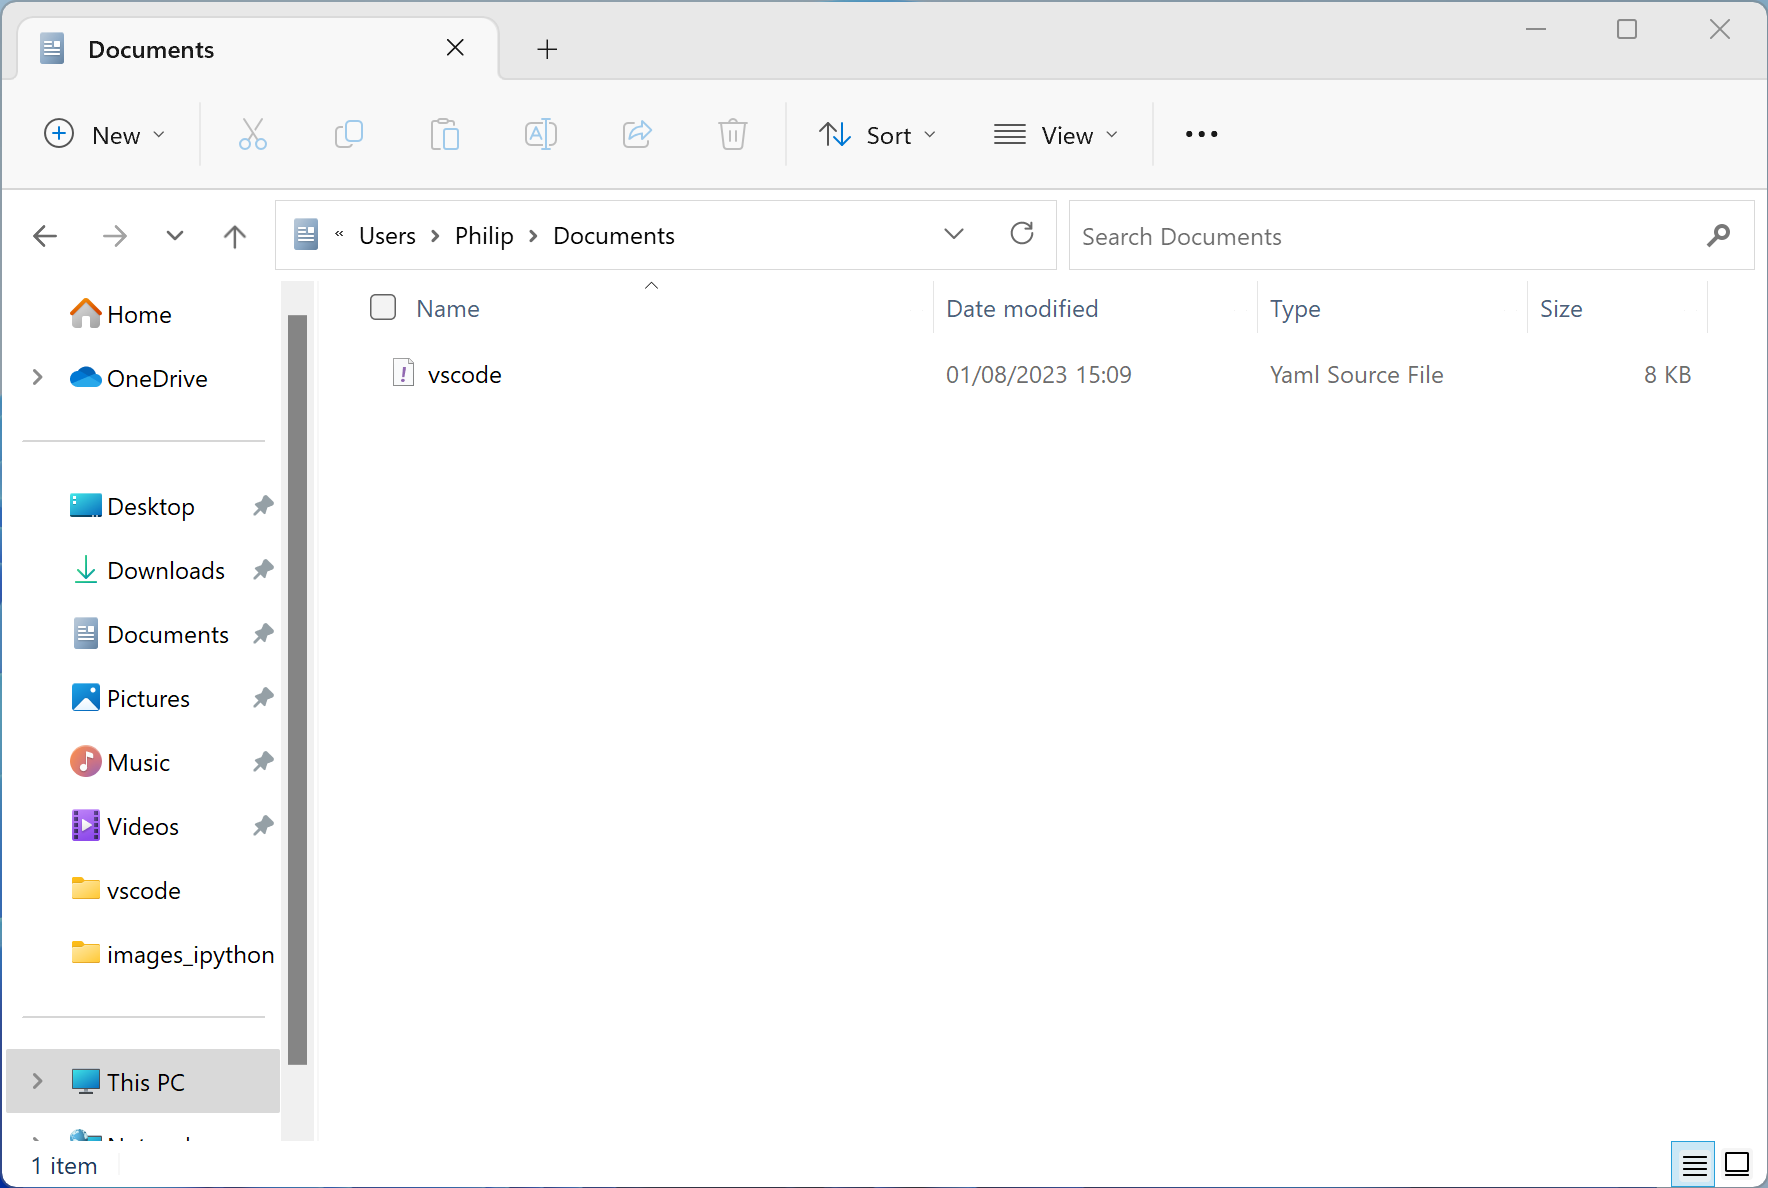 Documents
New
Sort
View
« Users > Philip > Documents
Search Documents
Home
OneDrive
Desktop
Downloads
Documents
Pictures
Music
Videos
vscode
images_ipython
This PC
Name
Date modified
Type
Size
vscode
01/08/2023 15:09
Yaml Source File
8 KB
1 item